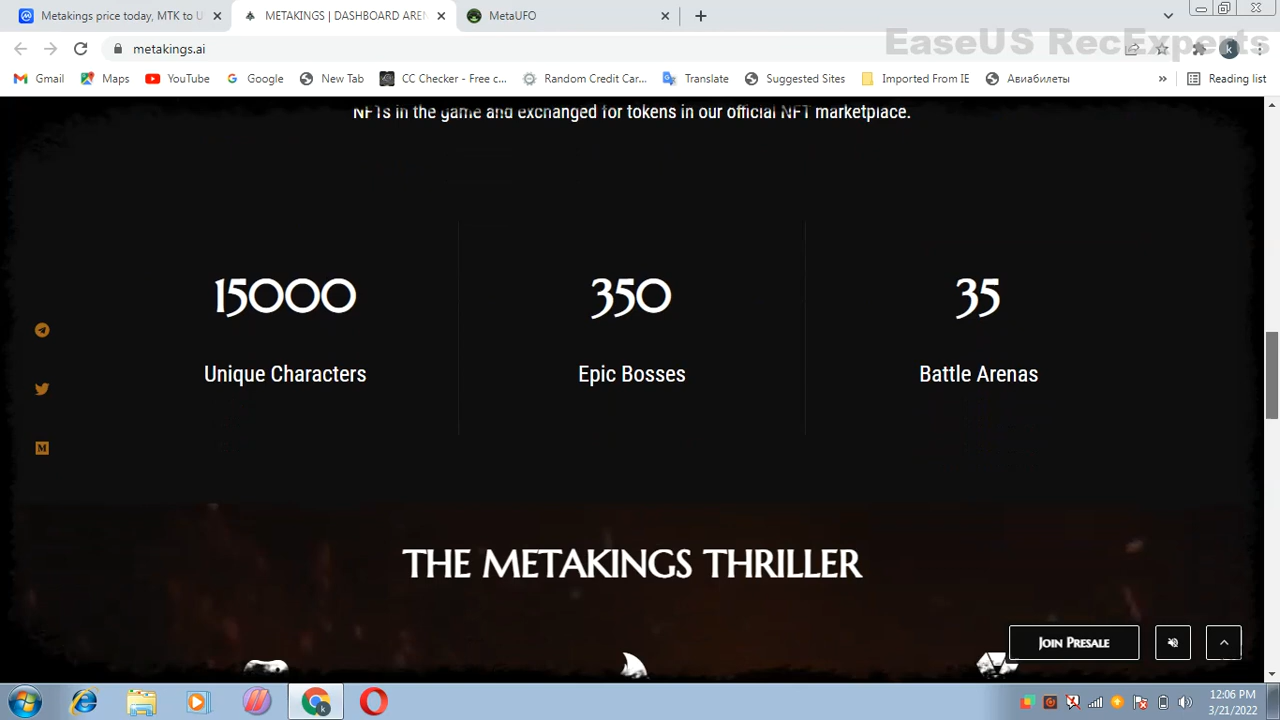 Metakings price today, MTK to U
METAKINGS | DASHBOARD AREN
MetaUFO
metakings.ai
EaseUS RecExperts
Gmail
Maps
YouTube
Google
New Tab
CC Checker - Free c...
Random Credit Car...
Translate
Suggested Sites
Imported From IE
Авиабилеты
»
Reading list
NFTs in the game and exchanged for tokens in our official NFT marketplace.
15000
350
35
Unique Characters
Epic Bosses
Battle Arenas
THE METAKINGS THRILLER
JOIN PRESALE
12:06 PM
3/21/2022